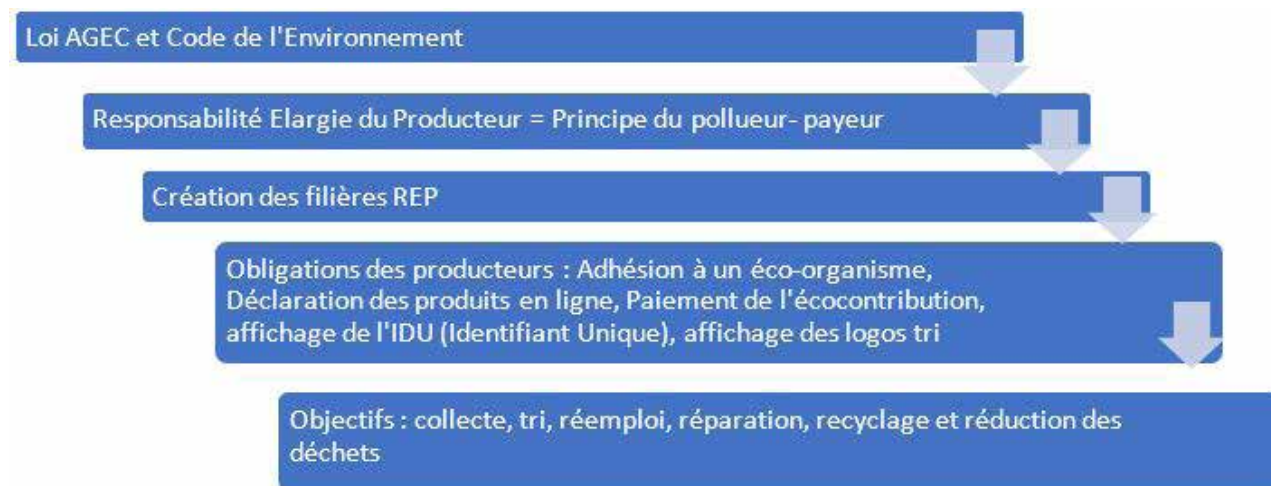 Loi AGEC et Code de l'Environnement
Responsabilité Elargie du Producteur = Principe du pollueur- payeur
Création des filières REP
Obligations des producteurs : Adhésion à un éco-organisme,
Déclaration des produits en ligne, Paiement de l'écocontribution,
affichage de l'IDU (Identifiant Unique), affichage des logos tri
Objectifs : collecte, tri, réemploi, réparation, recyclage et réduction des
déchets